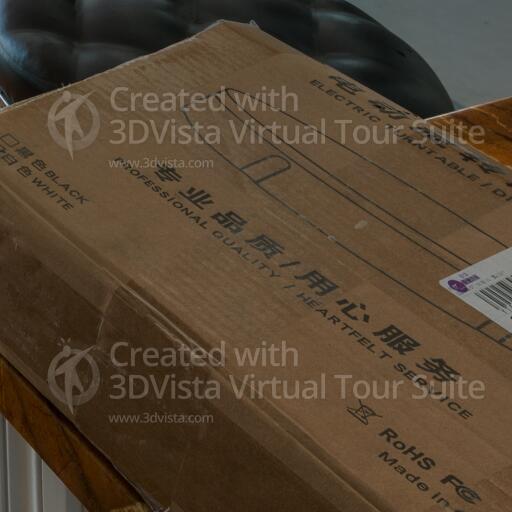 Created with
3DVista Virtual Tour Suite
www.3dvista.com
ELECTRIC TURNTABLE / DI
黑色BLACK
白色WHITE
专业品质/用心服务
PROFESSIONAL QUALITY / HEARTFELT SERVICE
Created with
3DVista Virtual Tour Suite
www.3dvista.com
RoHS FC
Made in